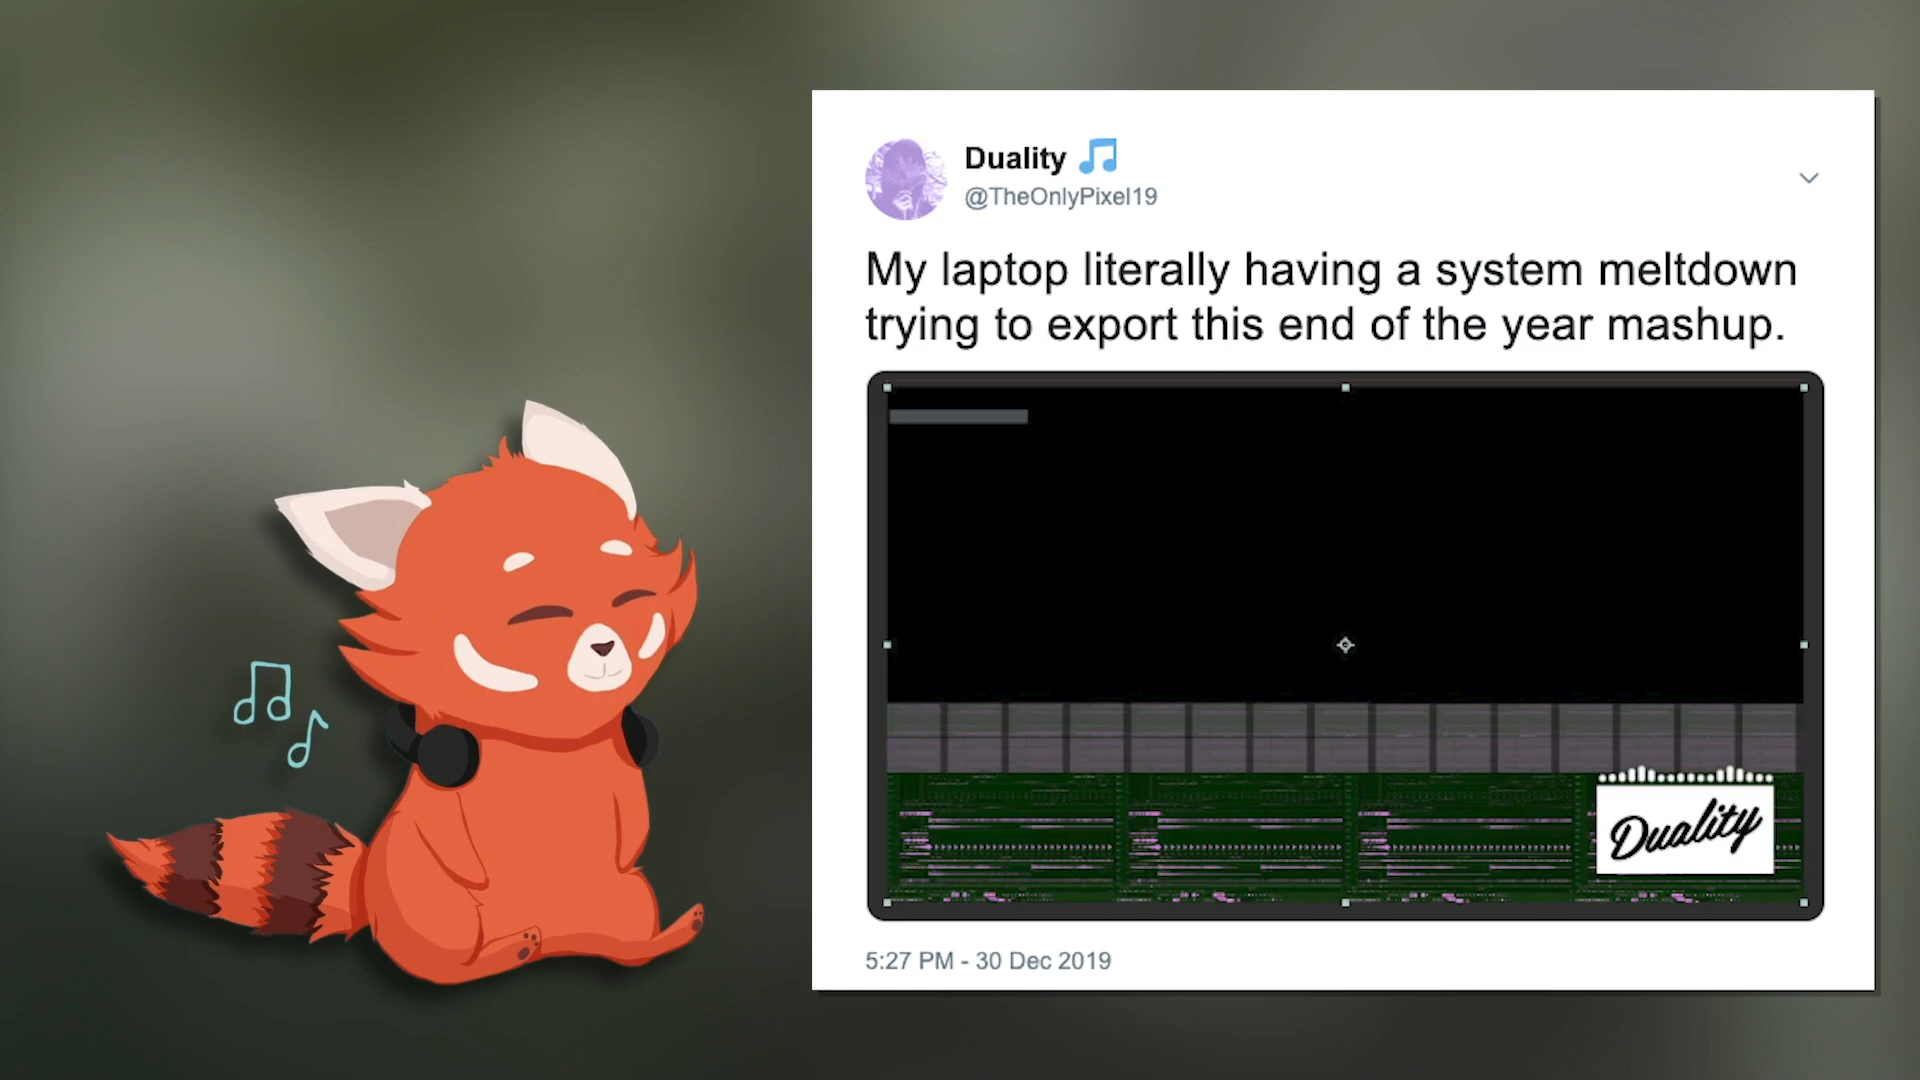 Duality
@TheOnlyPixel19
My laptop literally having a system meltdown
trying to export this end of the year mashup.
Duality
5:27 PM - 30 Dec 2019